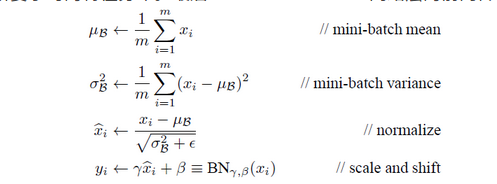 μ_B ← 1/m ∑_{i=1}^{m} x_i // mini-batch mean
σ_B^2 ← 1/m ∑_{i=1}^{m} (x_i − μ_B)^2 // mini-batch variance
x̂_i ← (x_i − μ_B) / √(σ_B^2 + ϵ) // normalize
y_i ← γx̂_i + β ≡ BN_{γ,β}(x_i) // scale and shift